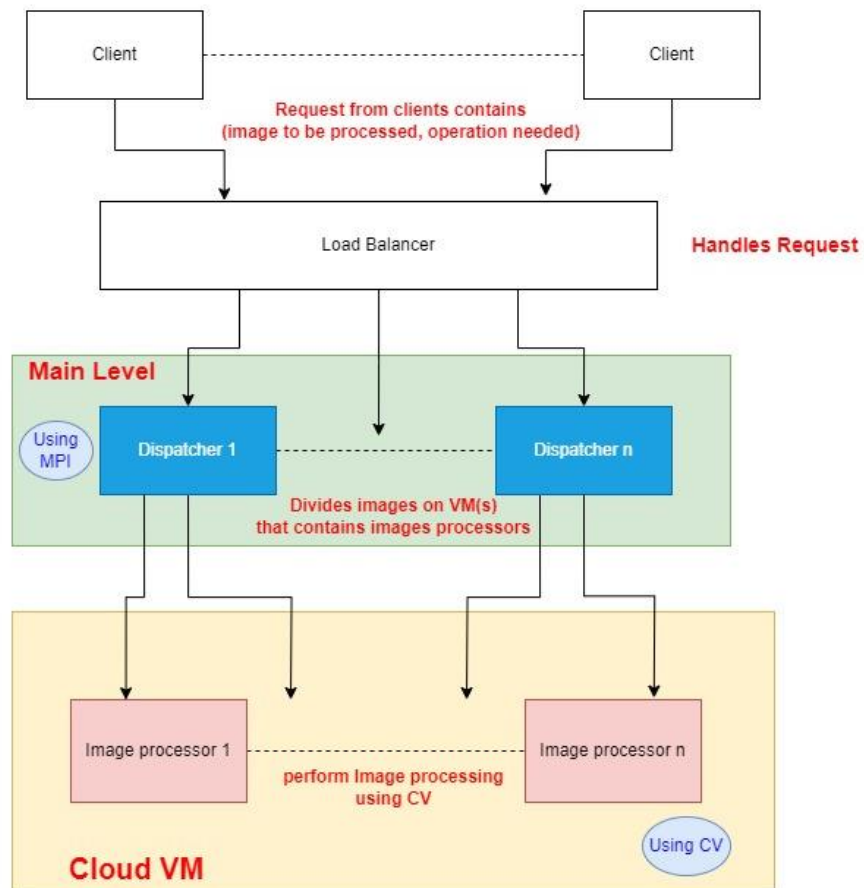 Client
Client
Request from clients contains
(image to be processed, operation needed)
Load Balancer
Handles Request
Main Level
Using
MPI
Dispatcher 1
Dispatcher n
Divides images on VM(s)
that contains images processors
Image processor 1
Image processor n
perform Image processing
using CV
Using CV
Cloud VM